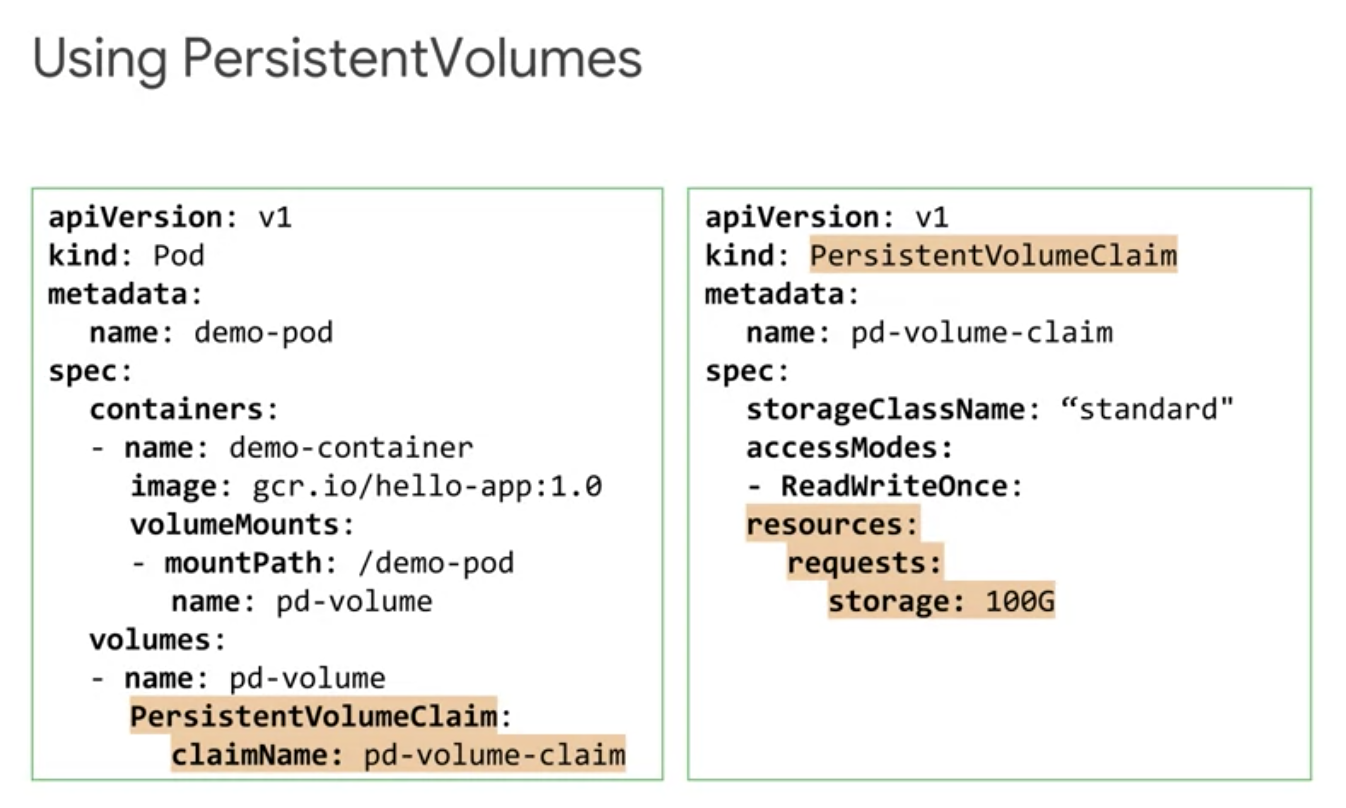 Using PersistentVolumes
apiVersion: v1
kind: Pod
metadata:
name: demo-pod
spec:
containers:
- name: demo-container
image: gcr.io/hello-app:1.0
volumeMounts:
- mountPath: /demo-pod
name: pd-volume
volumes:
- name: pd-volume
PersistentVolumeClaim:
claimName: pd-volume-claim
apiVersion: v1
kind: PersistentVolumeClaim
metadata:
name: pd-volume-claim
spec:
storageClassName: “standard"
accessModes:
- ReadWriteOnce:
resources:
requests:
storage: 100G